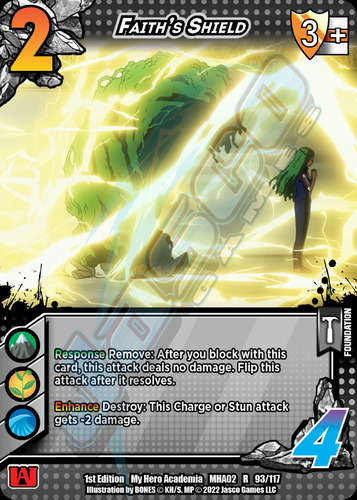 2
FAITH'S SHIELD
3 +
Response Remove: After you block with this
card, this attack deals no damage. Flip this
attack after it resolves.
Enhance Destroy: This Charge or Stun attack
gets -2 damage.
FOUNDATION
4
1st Edition My Hero Academia MHA02 R 93/117
Illustration by BONES © KH/S. MP © 2022 Jasco Games LLC
JASCO
GAMES